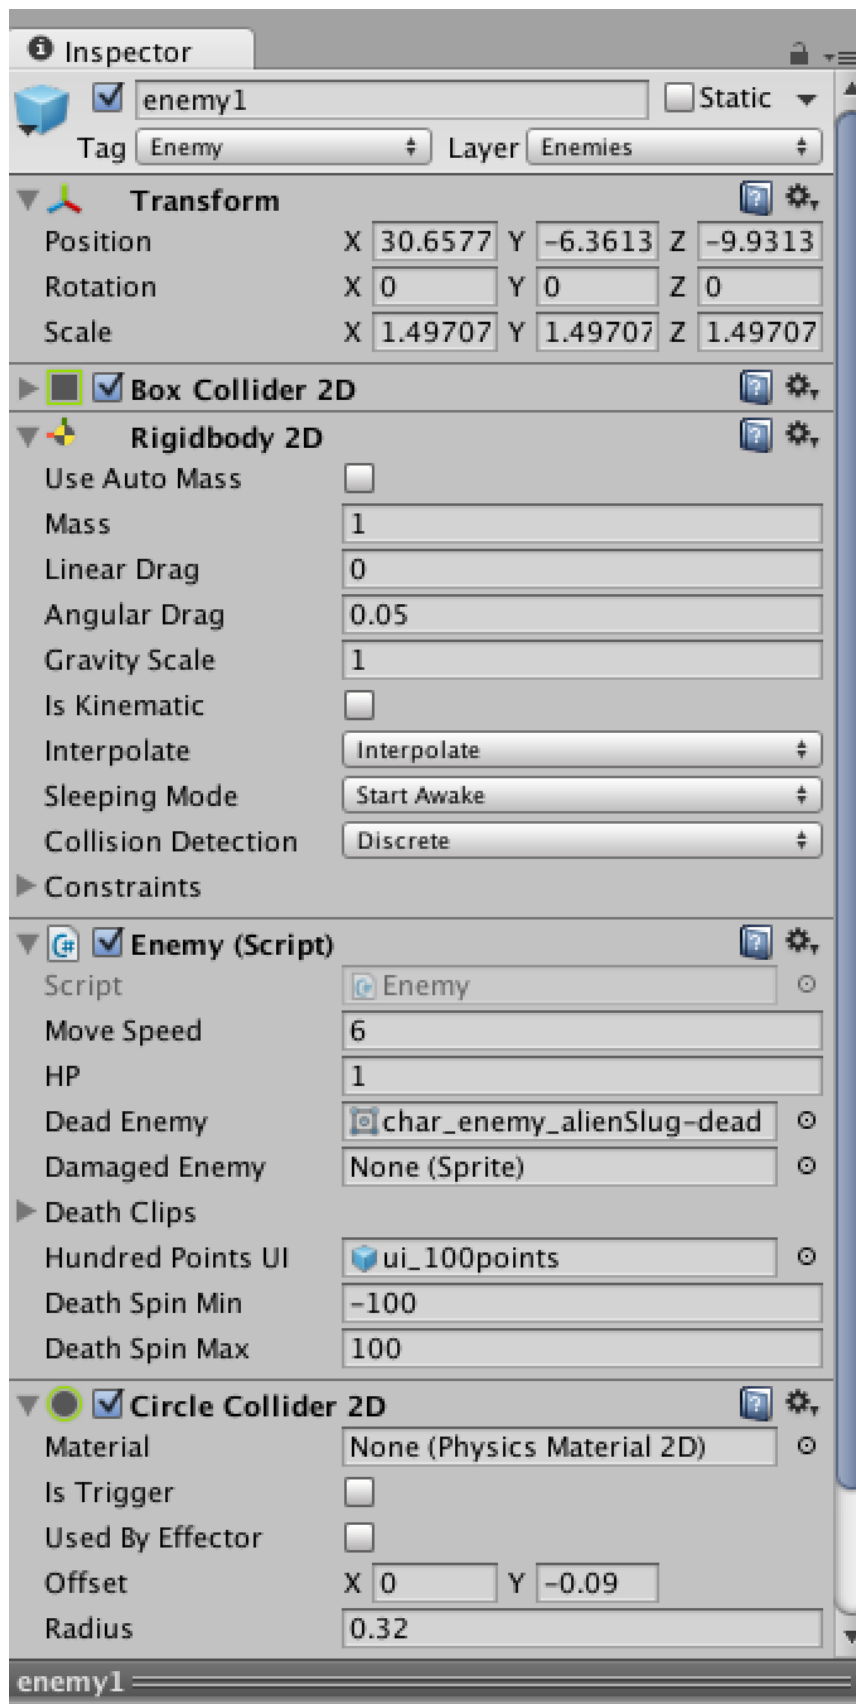 Inspector
enemy1 Static
Tag Enemy Layer Enemies
Transform
Position X 30.6577 Y -6.3613 Z -9.9313
Rotation X 0 Y 0 Z 0
Scale X 1.49707 Y 1.49707 Z 1.49707
Box Collider 2D
Rigidbody 2D
Use Auto Mass
Mass 1
Linear Drag 0
Angular Drag 0.05
Gravity Scale 1
Is Kinematic
Interpolate Interpolate
Sleeping Mode Start Awake
Collision Detection Discrete
Constraints
Enemy (Script)
Script Enemy
Move Speed 6
HP 1
Dead Enemy char_enemy_alienSlug-dead
Damaged Enemy None (Sprite)
Death Clips
Hundred Points UI ui_100points
Death Spin Min -100
Death Spin Max 100
Circle Collider 2D
Material None (Physics Material 2D)
Is Trigger
Used By Effector
Offset X 0 Y -0.09
Radius 0.32
enemy1